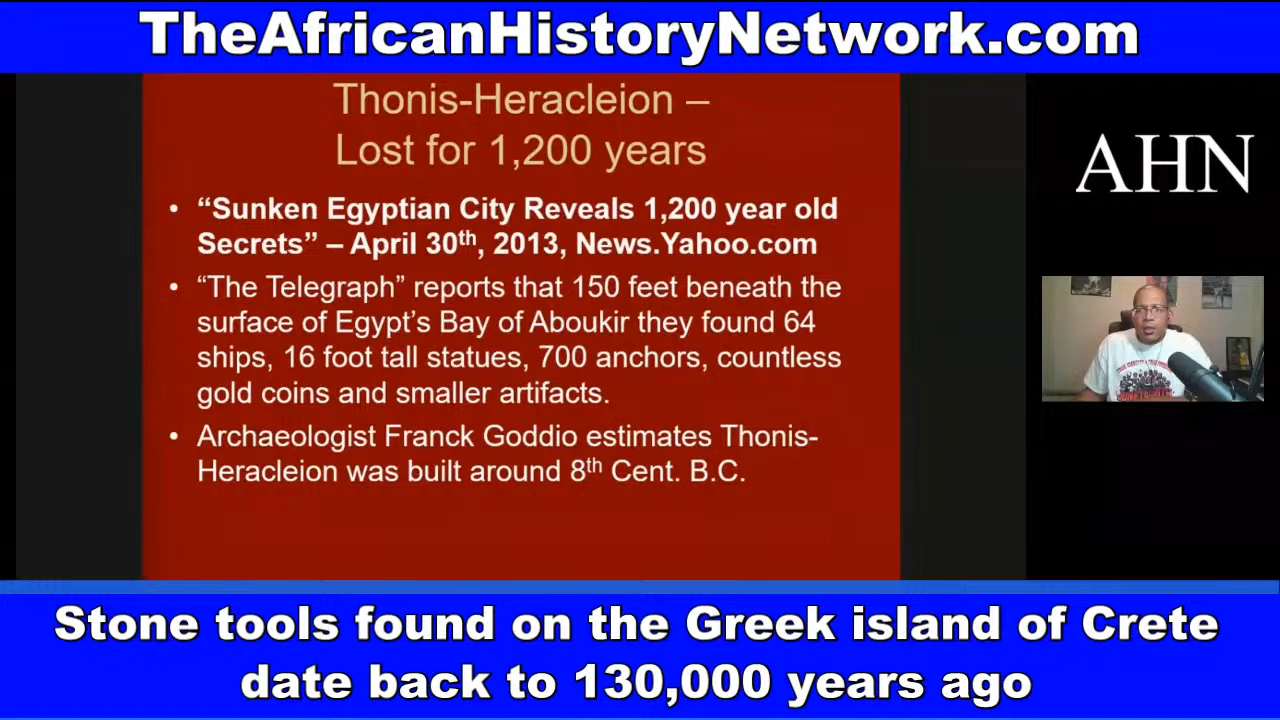 TheAfricanHistoryNetwork.com
Thonis-Heracleion –
Lost for 1,200 years
AHN
• “Sunken Egyptian City Reveals 1,200 year old
Secrets” – April 30th, 2013, News.Yahoo.com
• “The Telegraph” reports that 150 feet beneath the
surface of Egypt’s Bay of Aboukir they found 64
ships, 16 foot tall statues, 700 anchors, countless
gold coins and smaller artifacts.
• Archaeologist Franck Goddio estimates Thonis-
Heracleion was built around 8th Cent. B.C.
Stone tools found on the Greek island of Crete
date back to 130,000 years ago